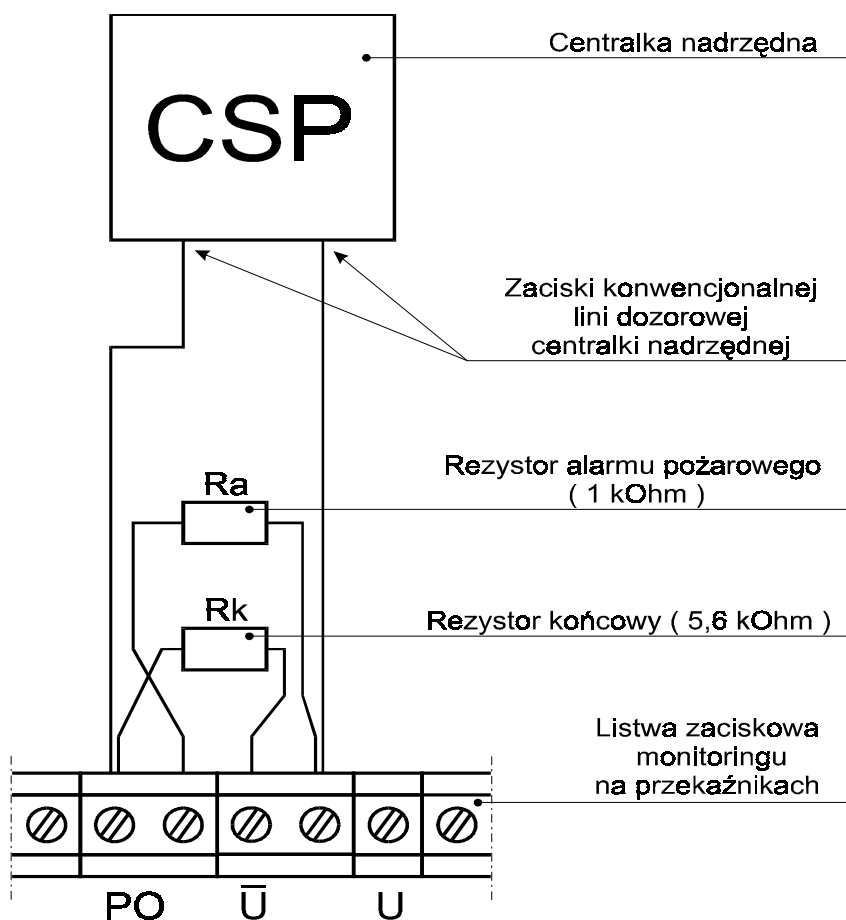 Centralka nadrzędna
CSP
Zaciski konwencjonalnej
lini dozorowej
centralki nadrzędnej
Rezystor alarmu pożarowego
( 1 kOhm )
Ra
Rezystor końcowy ( 5,6 kOhm )
Rk
Listwa zaciskowa
monitoringu
na przekaźnikach
PO U̅ U